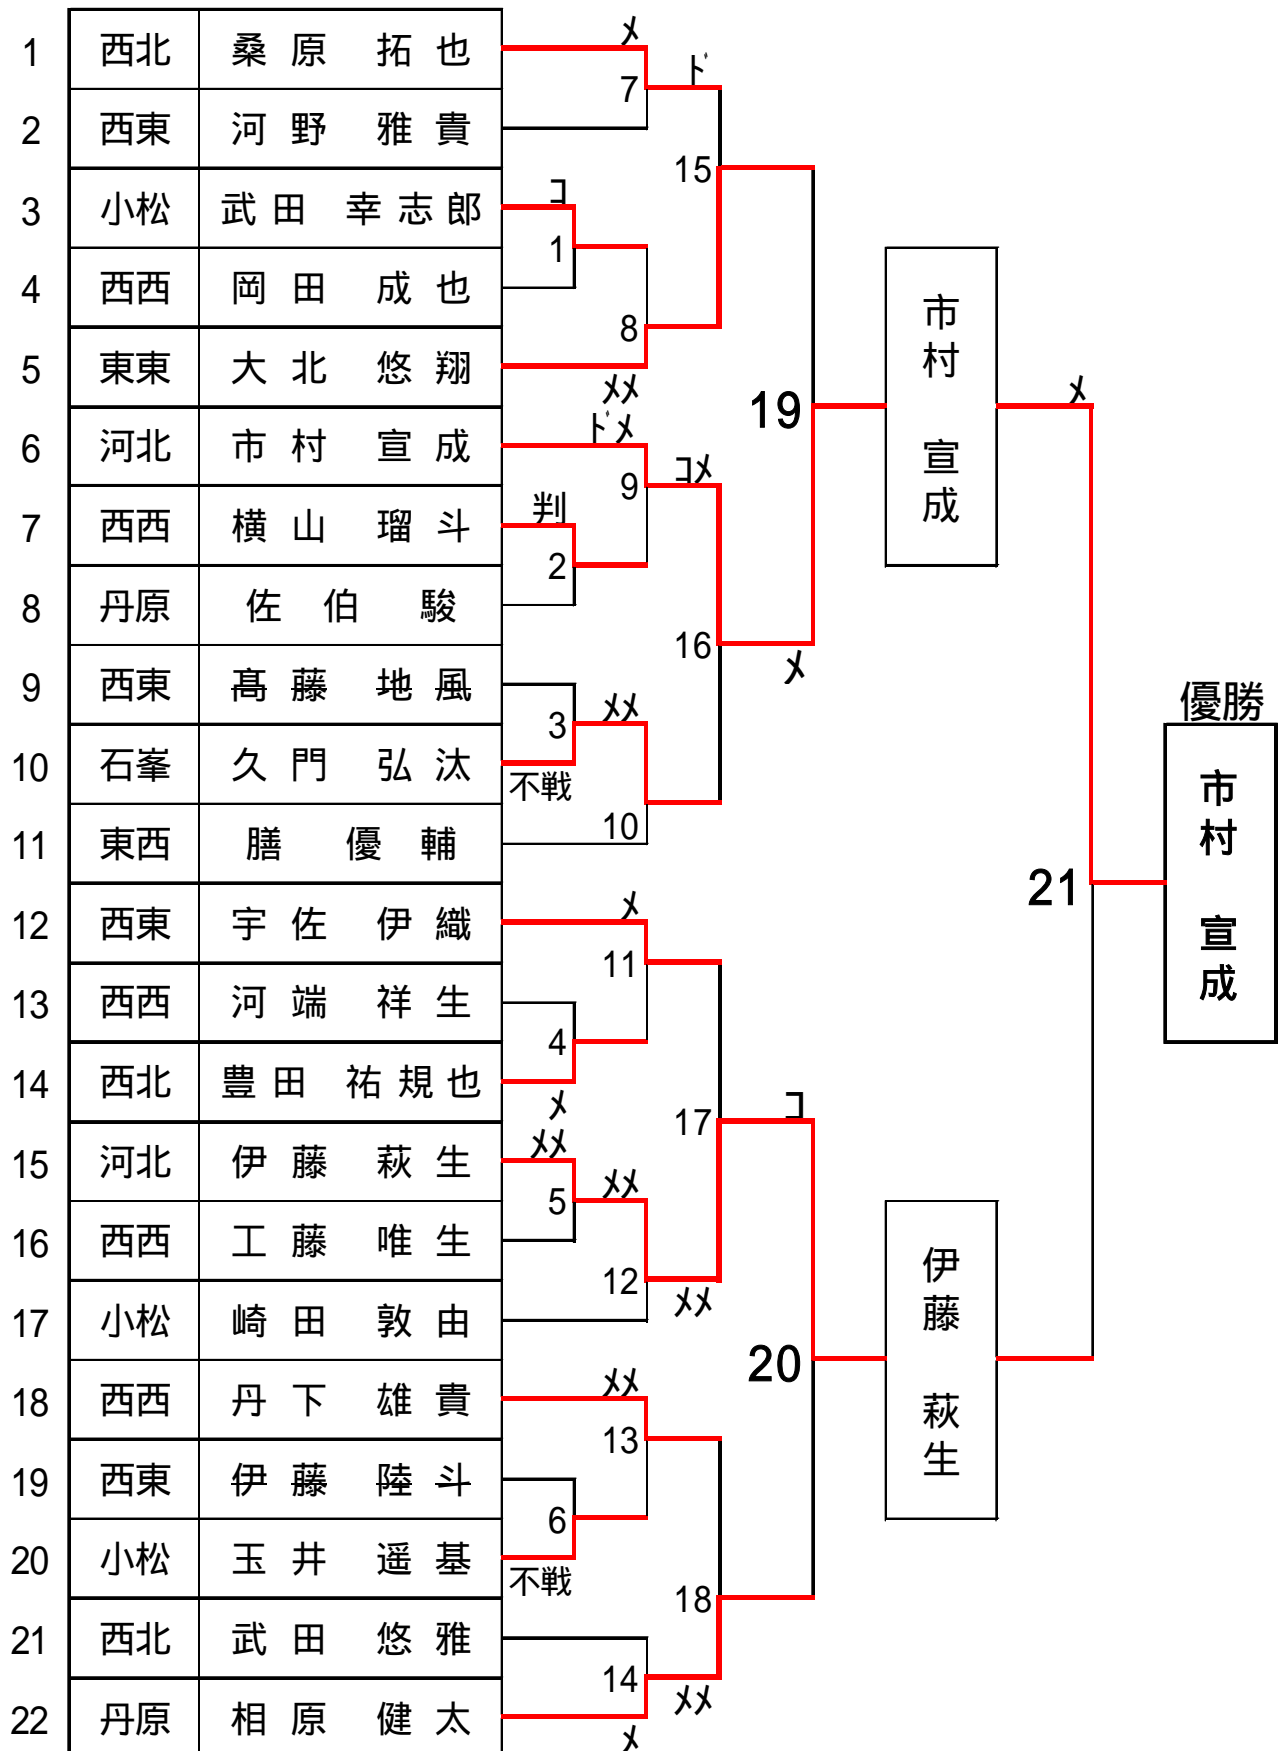 1 西北 桑原 拓也
2 西東 河野 雅貴
3 小松 武田 幸志郎
4 西西 岡田 成也
5 東東 大北 悠翔
6 河北 市村 宣成
7 西西 横山 瑠斗
8 丹原 佐伯 駿
9 西東 髙藤 地風
10 石峯 久門 弘汰
11 東西 膳 優輔
12 西東 宇佐 伊織
13 西西 河端 祥生
14 西北 豊田 祐規也
15 河北 伊藤 萩生
16 西西 工藤 唯生
17 小松 崎田 敦由
18 西西 丹下 雄貴
19 西東 伊藤 陸斗
20 小松 玉井 遥基
21 西北 武田 悠雅
22 丹原 相原 健太
コ
1
判
2
3
不戦
4
メ
メメ
5
6
不戦
メ
7
8
メメ
ドメ
9
メメ
10
メ
11
メメ
12
メメ
13
14
メ
ド
15
コメ
16
17
メメ
18
メメ
19
メ
コ
20
市村 宣成
伊藤 萩生
メ
21
優勝
市村 宣成